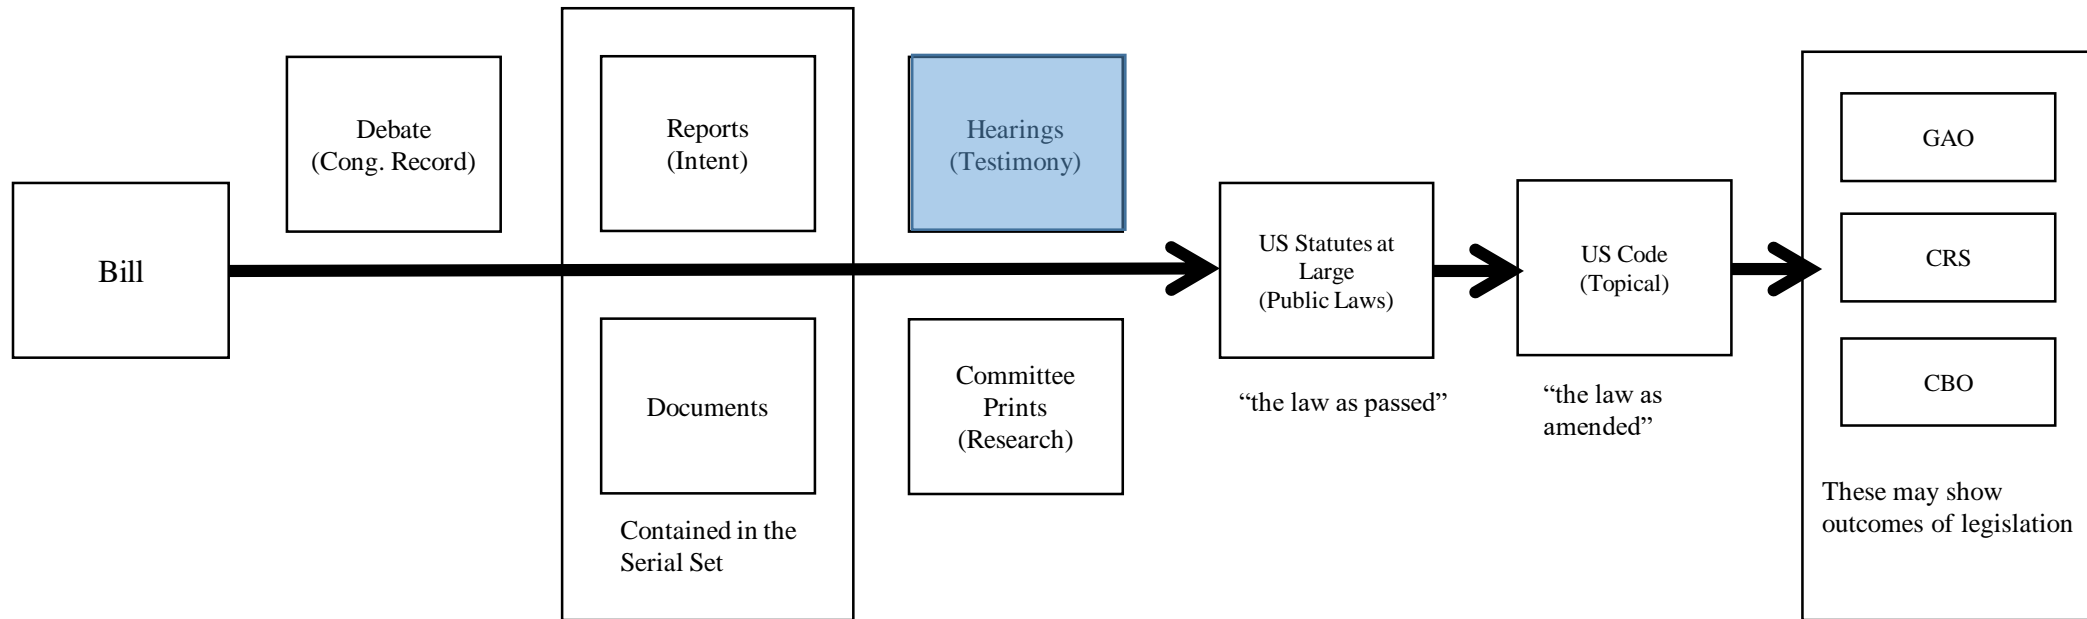 Bill
Debate
(Cong. Record)
Reports
(Intent)
Documents
Contained in the
Serial Set
Hearings
(Testimony)
Committee
Prints
(Research)
US Statutes at
Large
(Public Laws)
“the law as passed”
US Code
(Topical)
“the law as
amended”
GAO
CRS
CBO
These may show
outcomes of legislation